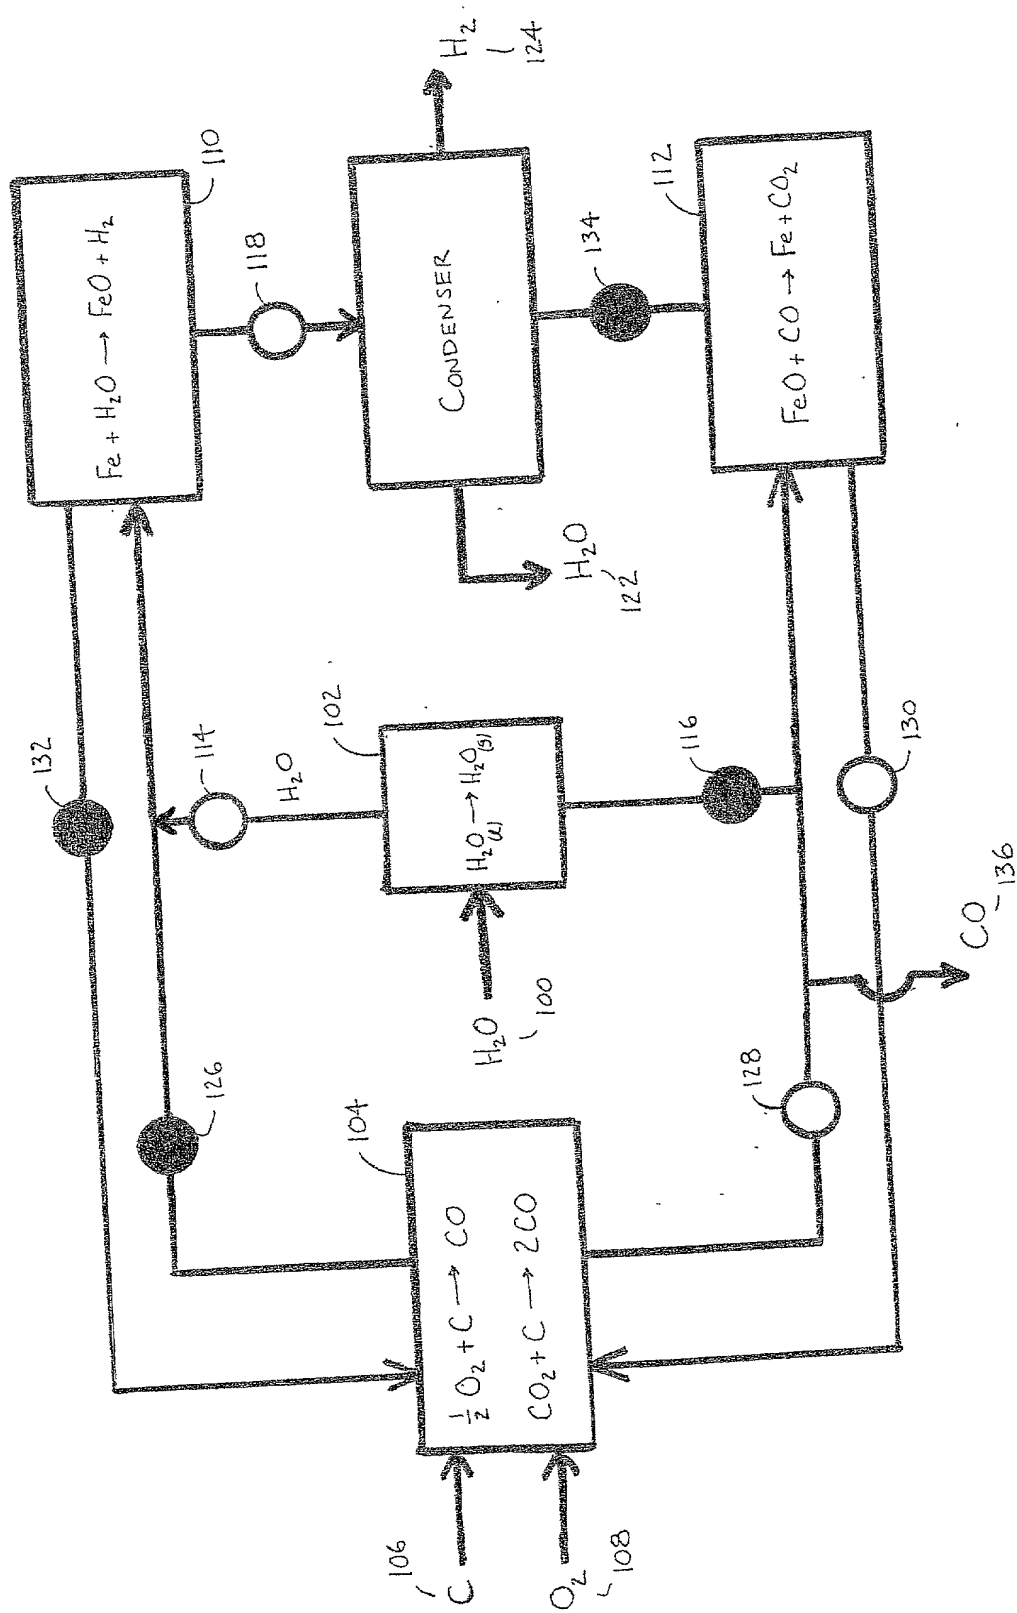 132
126
114
H₂O
110
Fe + H₂O → FeO + H₂
118
C 106
O₂ 108
104
½ O₂ + C → CO
CO₂ + C → 2CO
H₂O 100
102
H₂O(ℓ) → H₂O(g)
H₂O 122
CONDENSER
H₂ 124
134
128
116
112
FeO + CO → Fe + CO₂
130
CO 136